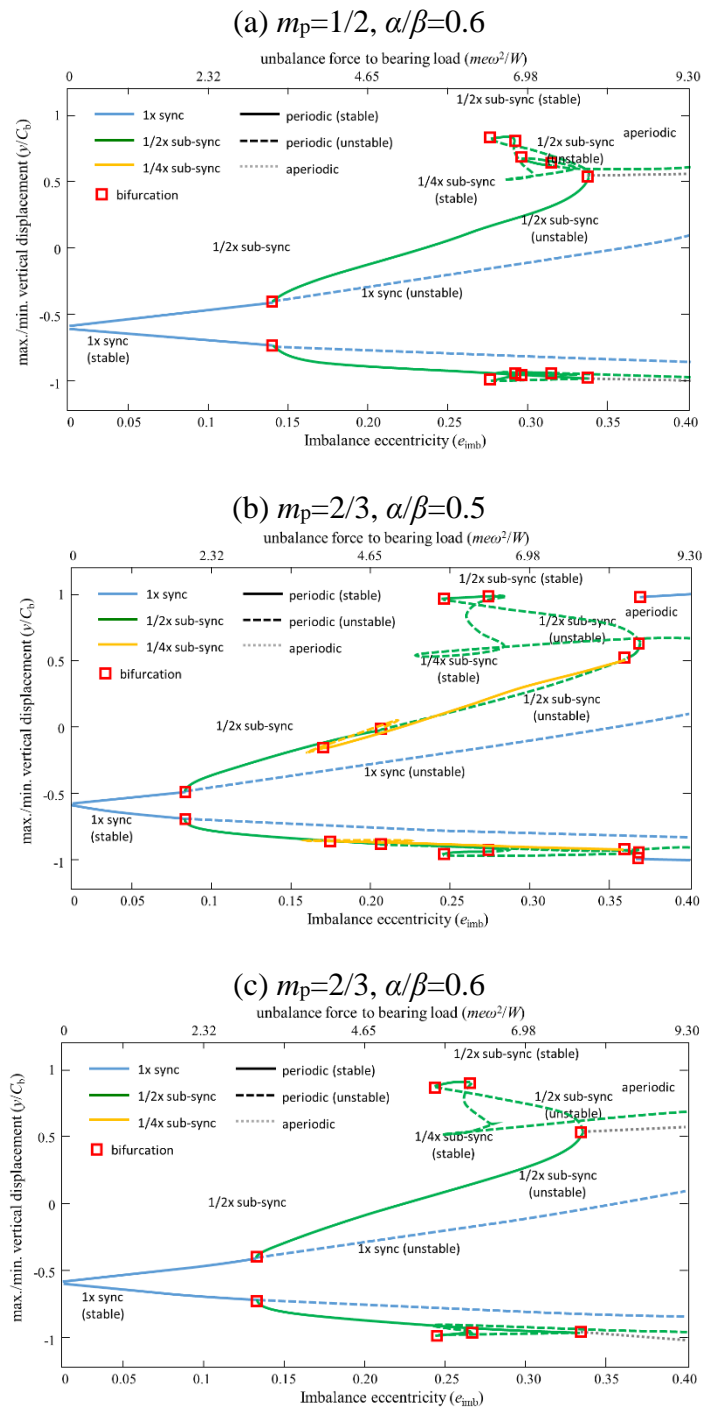 (a) mp=1/2, α/β=0.6
unbalance force to bearing load (meω²/W)
0 2.32 4.65 6.98 9.30
1x sync
1/2x sub-sync
1/4x sub-sync
bifurcation
periodic (stable)
periodic (unstable)
aperiodic
1/2x sub-sync (stable)
1/2x sub-sync
(unstable)
aperiodic
1/4x sub-sync
(stable)
1/2x sub-sync
(unstable)
1/2x sub-sync
1x sync (unstable)
1x sync
(stable)
max./min. vertical displacement (y/Cb)
1
0.5
0
-0.5
-1
0 0.05 0.10 0.15 0.20 0.25 0.30 0.35 0.40
Imbalance eccentricity (eimb)
(b) mp=2/3, α/β=0.5
unbalance force to bearing load (meω²/W)
0 2.32 4.65 6.98 9.30
1x sync
1/2x sub-sync
1/4x sub-sync
bifurcation
periodic (stable)
periodic (unstable)
aperiodic
1/2x sub-sync (stable)
aperiodic
1/2x sub-sync
(unstable)
1/4x sub-sync
(stable)
1/2x sub-sync
(unstable)
1/2x sub-sync
1x sync (unstable)
1x sync
(stable)
max./min. vertical displacement (y/Cb)
1
0.5
0
-0.5
-1
0 0.05 0.10 0.15 0.20 0.25 0.30 0.35 0.40
Imbalance eccentricity (eimb)
(c) mp=2/3, α/β=0.6
unbalance force to bearing load (meω²/W)
0 2.32 4.65 6.98 9.30
1x sync
1/2x sub-sync
1/4x sub-sync
bifurcation
periodic (stable)
periodic (unstable)
aperiodic
1/2x sub-sync (stable)
aperiodic
1/2x sub-sync
(unstable)
1/4x sub-sync
(stable)
1/2x sub-sync
(unstable)
1/2x sub-sync
1x sync (unstable)
1x sync
(stable)
max./min. vertical displacement (y/Cb)
1
0.5
0
-0.5
-1
0 0.05 0.10 0.15 0.20 0.25 0.30 0.35 0.40
Imbalance eccentricity (eimb)